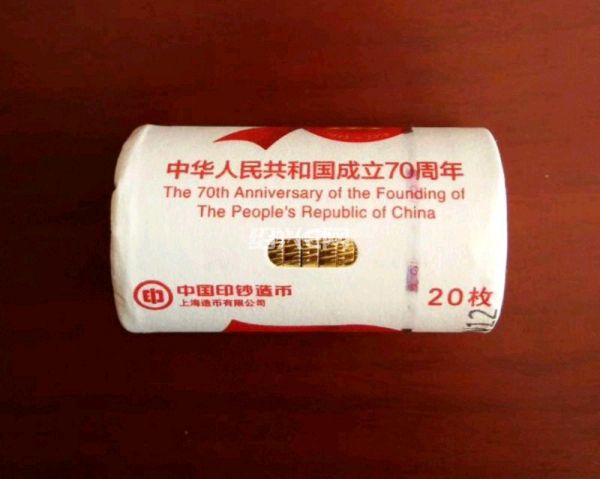 中华人民共和国成立70周年
The 70th Anniversary of the Founding of
The People's Republic of China
印 中国印钞造币
上海造币有限公司
20枚